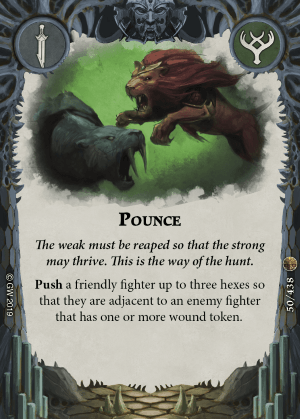 POUNCE
The weak must be reaped so that the strong
may thrive. This is the way of the hunt.
Push a friendly fighter up to three hexes so
that they are adjacent to an enemy fighter
that has one or more wound token.
© GW 2019
50/438